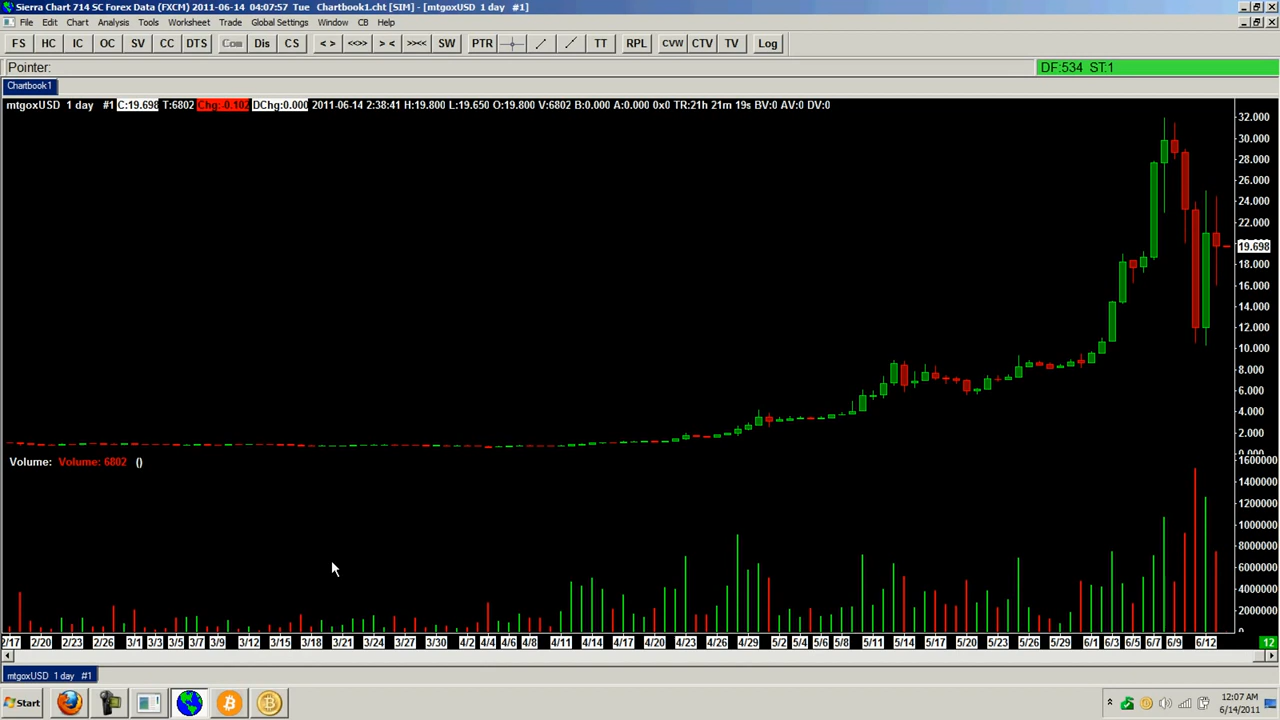 Sierra Chart 714 SC Forex Data (FXCM) 2011-06-14 04:07:57 Tue Chartbook1.cht [SIM] - [mtgoxUSD 1 day #1]
File Edit Chart Analysis Tools Worksheet Trade Global Settings Window CB Help
FS HC IC OC SV CC DTS Com Dis CS < > <<>> > < >><< SW PTR TT RPL CVW CTV TV Log
Pointer: DF:534 ST:1
Chartbook1
mtgoxUSD 1 day #1 C:19.698 T:6802 Chg:-0.102 DChg:0.000 2011-06-14 2:38:41 H:19.800 L:19.650 O:19.800 V:6802 B:0.000 A:0.000 0x0 TR:21h 21m 19s BV:0 AV:0 DV:0
32.000
30.000
28.000
26.000
24.000
22.000
19.698
18.000
16.000
14.000
12.000
10.000
8.000
6.000
4.000
2.000
0.000
Volume: Volume: 6802 ()
1600000
1400000
1200000
1000000
8000000
6000000
4000000
2000000
2/17 2/20 2/23 2/26 3/1 3/3 3/5 3/7 3/9 3/12 3/15 3/18 3/21 3/24 3/27 3/30 4/2 4/4 4/6 4/8 4/11 4/14 4/17 4/20 4/23 4/26 4/29 5/2 5/4 5/6 5/8 5/11 5/14 5/17 5/20 5/23 5/26 5/29 6/1 6/3 6/5 6/7 6/9 6/12 12
mtgoxUSD 1 day #1
Start 12:07 AM
6/14/2011